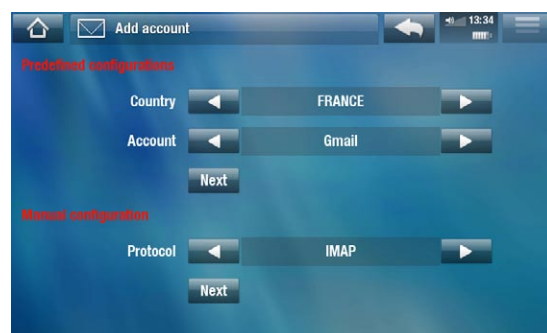 Add account
13:34
Predefined configurations
Country FRANCE
Account Gmail
Next
Manual configuration
Protocol IMAP
Next